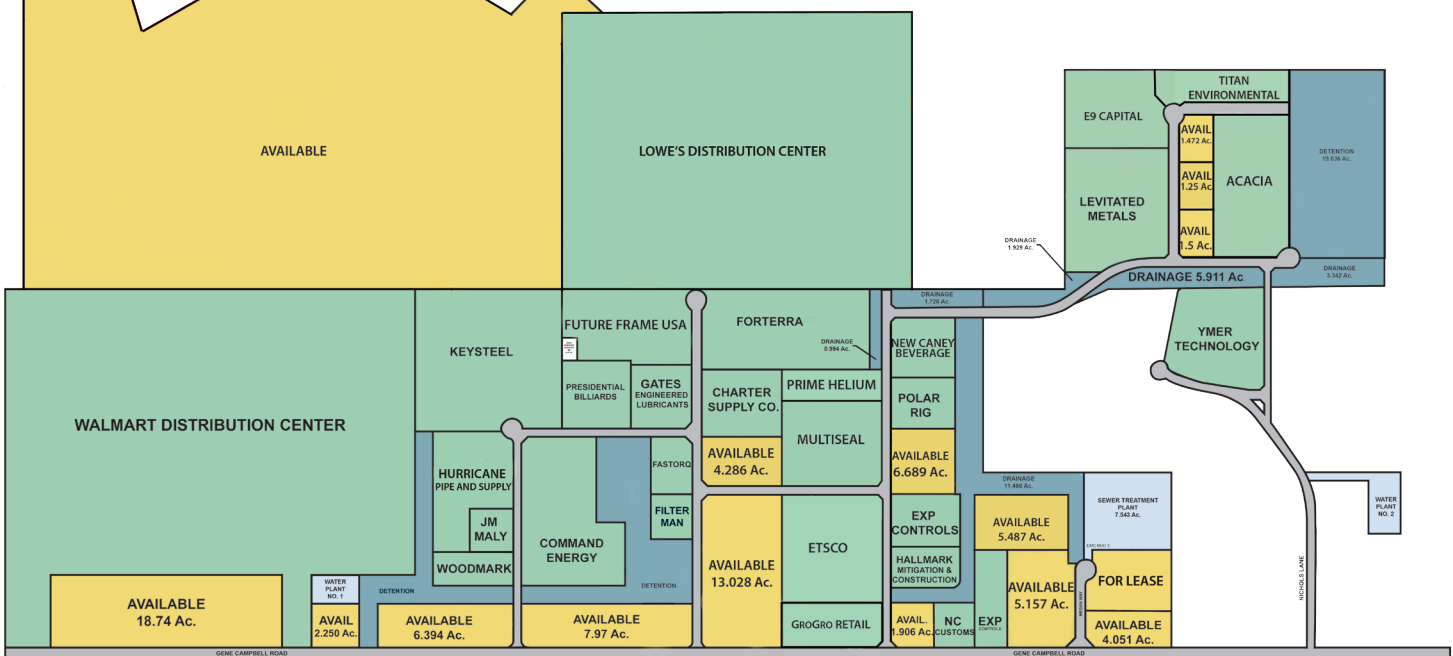 TITAN
ENVIRONMENTAL
E9 CAPITAL
AVAIL
1.472 Ac.
AVAILABLE
LOWE'S DISTRIBUTION CENTER
DETENTION
AVAIL
1.25 Ac.
ACACIA
LEVITATED
METALS
AVAIL
1.5 Ac.
DRAINAGE
1.929 Ac.
DRAINAGE 5.911 Ac
DRAINAGE
3.342 Ac.
DRAINAGE
1.728 Ac.
FUTURE FRAME USA
FORTERRA
KEYSTEEL
DRAINAGE
0.994 Ac.
NEW CANEY
BEVERAGE
YMER
TECHNOLOGY
PRESIDENTIAL
BILLIARDS
GATES
ENGINEERED
LUBRICANTS
CHARTER
SUPPLY CO.
PRIME HELIUM
POLAR
RIG
WALMART DISTRIBUTION CENTER
MULTISEAL
AVAILABLE
4.286 Ac.
AVAILABLE
6.689 Ac.
HURRICANE
PIPE AND SUPPLY
FASTORQ
DRAINAGE
11.486 Ac.
SEWER TREATMENT
PLANT
7.543 Ac.
WATER
PLANT
NO. 2
JM
MALY
FILTER
MAN
EXP
CONTROLS
AVAILABLE
5.487 Ac.
COMMAND
ENERGY
ETSCO
WOODMARK
AVAILABLE
13.028 Ac.
HALLMARK
MITIGATION &
CONSTRUCTION
AVAILABLE
5.157 Ac.
FOR LEASE
WATER
PLANT
NO. 1
DETENTION
DETENTION
NICHOLS LANE
AVAILABLE
18.74 Ac.
AVAIL
2.250 Ac.
AVAILABLE
6.394 Ac.
AVAILABLE
7.97 Ac.
GROGRO RETAIL
AVAIL.
1.906 Ac.
NC
CUSTOMS
EXP
CONTROLS
AVAILABLE
4.051 Ac.
GENE CAMPBELL ROAD
GENE CAMPBELL ROAD